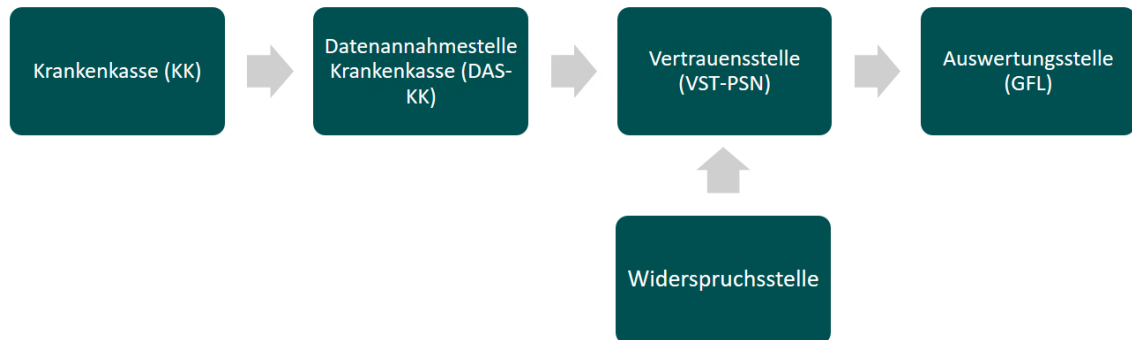 Krankenkasse (KK)
Datenannahmestelle
Krankenkasse (DAS-
KK)
Vertrauensstelle
(VST-PSN)
Auswertungsstelle
(GFL)
Widerspruchsstelle